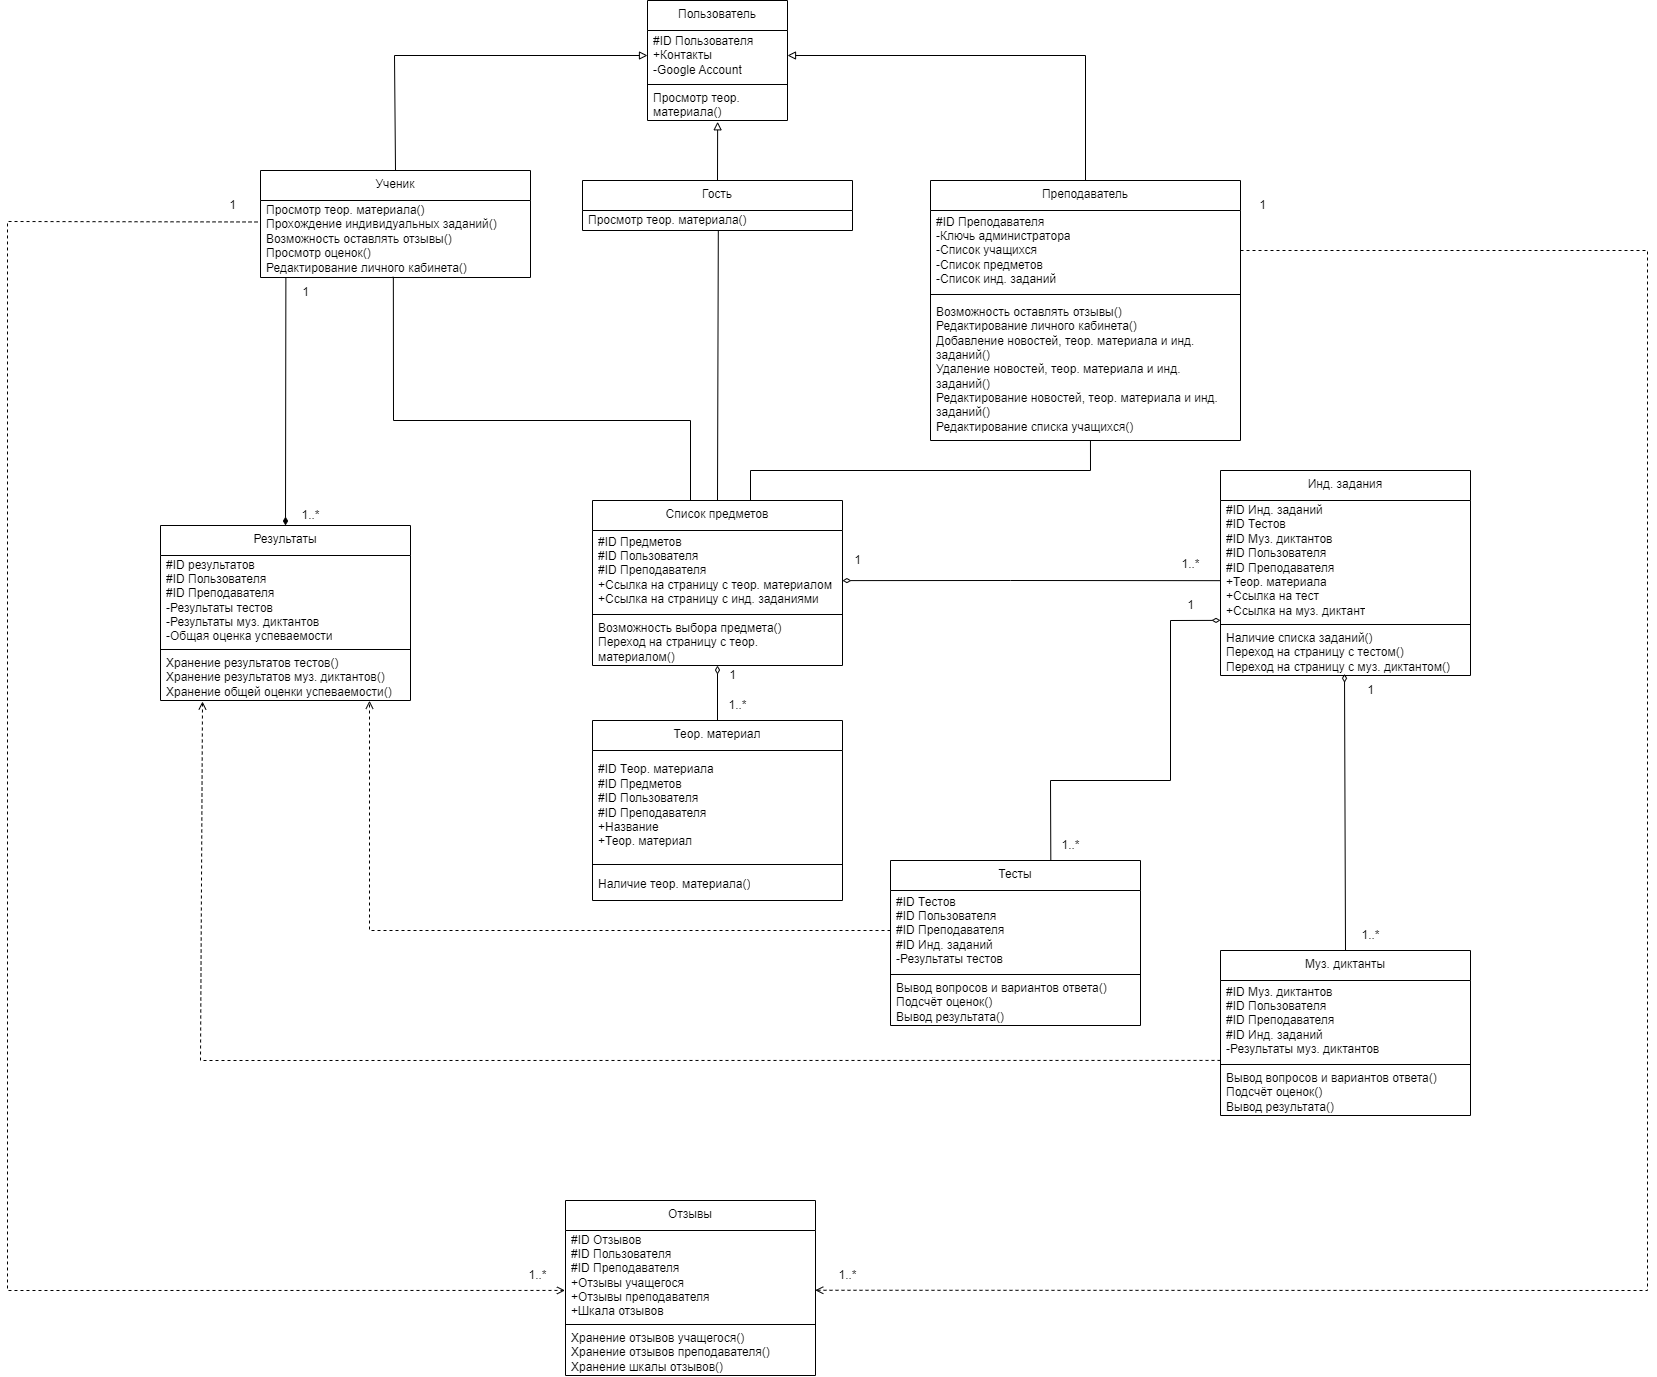 Пользователь
#ID Пользователя
+Контакты
-Google Account
Просмотр теор.
материала()
Ученик
Просмотр теор. материала()
Прохождение индивидуальных заданий()
Возможность оставлять отзывы()
Просмотр оценок()
Редактирование личного кабинета()
1
1
Гость
Просмотр теор. материала()
Преподаватель
#ID Преподавателя
-Ключь администратора
-Список учащихся
-Список предметов
-Список инд. заданий
Возможность оставлять отзывы()
Редактирование личного кабинета()
Добавление новостей, теор. материала и инд.
заданий()
Удаление новостей, теор. материала и инд.
заданий()
Редактирование новостей, теор. материала и инд.
заданий()
Редактирование списка учащихся()
1
1..*
Результаты
#ID результатов
#ID Пользователя
#ID Преподавателя
-Результаты тестов
-Результаты муз. диктантов
-Общая оценка успеваемости
Хранение результатов тестов()
Хранение результатов муз. диктантов()
Хранение общей оценки успеваемости()
Список предметов
#ID Предметов
#ID Пользователя
#ID Преподавателя
+Ссылка на страницу с теор. материалом
+Ссылка на страницу с инд. заданиями
Возможность выбора предмета()
Переход на страницу с теор.
материалом()
1
1..*
1
1..*
Инд. задания
#ID Инд. заданий
#ID Тестов
#ID Муз. диктантов
#ID Пользователя
#ID Преподавателя
+Теор. материала
+Ссылка на тест
+Ссылка на муз. диктант
Наличие списка заданий()
Переход на страницу с тестом()
Переход на страницу с муз. диктантом()
1
1
Теор. материал
#ID Теор. материала
#ID Предметов
#ID Пользователя
#ID Преподавателя
+Название
+Теор. материал
Наличие теор. материала()
1..*
Тесты
#ID Тестов
#ID Пользователя
#ID Преподавателя
#ID Инд. заданий
-Результаты тестов
Вывод вопросов и вариантов ответа()
Подсчёт оценок()
Вывод результата()
1..*
Муз. диктанты
#ID Муз. диктантов
#ID Пользователя
#ID Преподавателя
#ID Инд. заданий
-Результаты муз. диктантов
Вывод вопросов и вариантов ответа()
Подсчёт оценок()
Вывод результата()
1..*
1..*
Отзывы
#ID Отзывов
#ID Пользователя
#ID Преподавателя
+Отзывы учащегося
+Отзывы преподавателя
+Шкала отзывов
Хранение отзывов учащегося()
Хранение отзывов преподавателя()
Хранение шкалы отзывов()